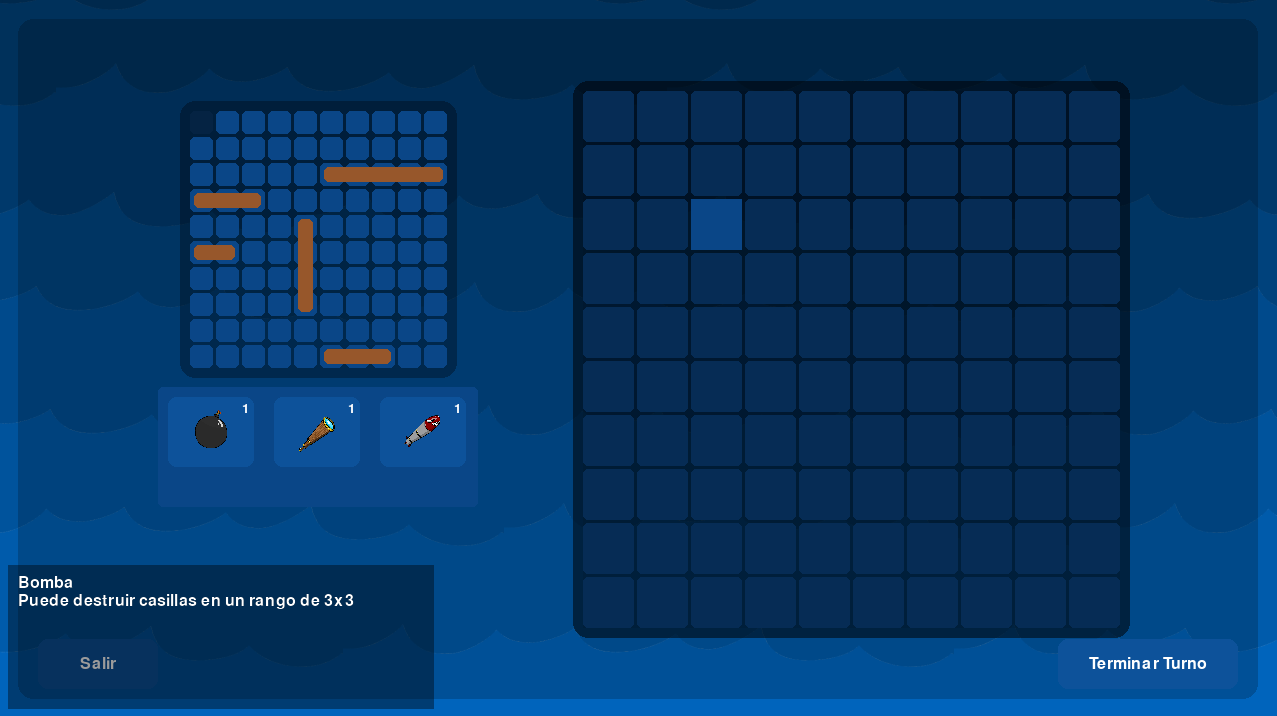 1
1
1
Bomba
Puede destruir casillas en un rango de 3x3
Salir
Terminar Turno